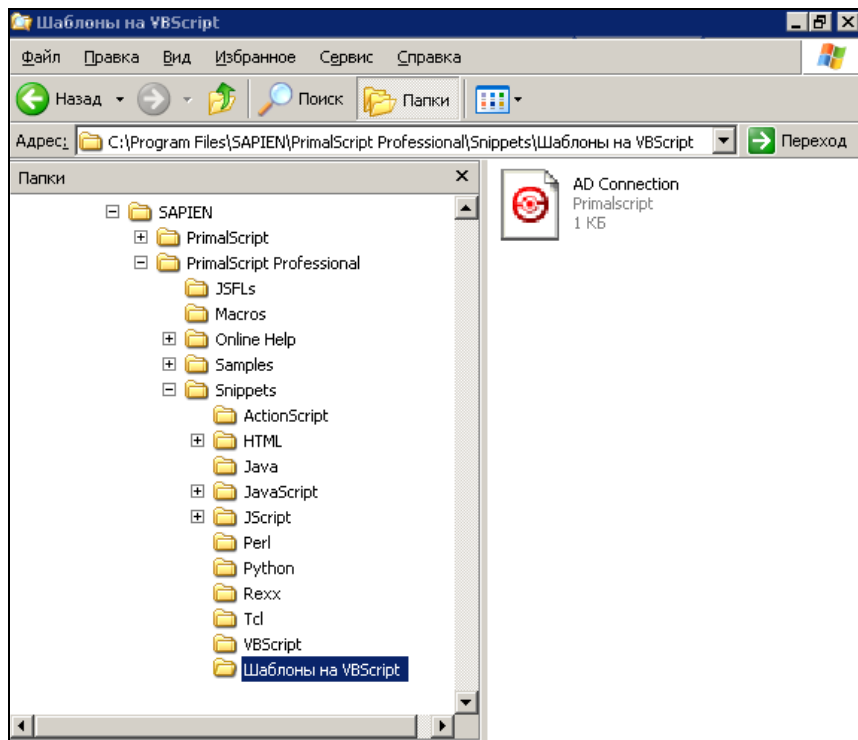 Шаблоны на VBScript
Файл Правка Вид Избранное Сервис Справка
Назад Поиск Папки
Адрес: C:\Program Files\SAPIEN\PrimalScript Professional\Snippets\Шаблоны на VBScript Переход
Папки
SAPIEN
PrimalScript
PrimalScript Professional
JSFLs
Macros
Online Help
Samples
Snippets
ActionScript
HTML
Java
JavaScript
JScript
Perl
Python
Rexx
Tcl
VBScript
Шаблоны на VBScript
AD Connection
Primalscript
1 КБ